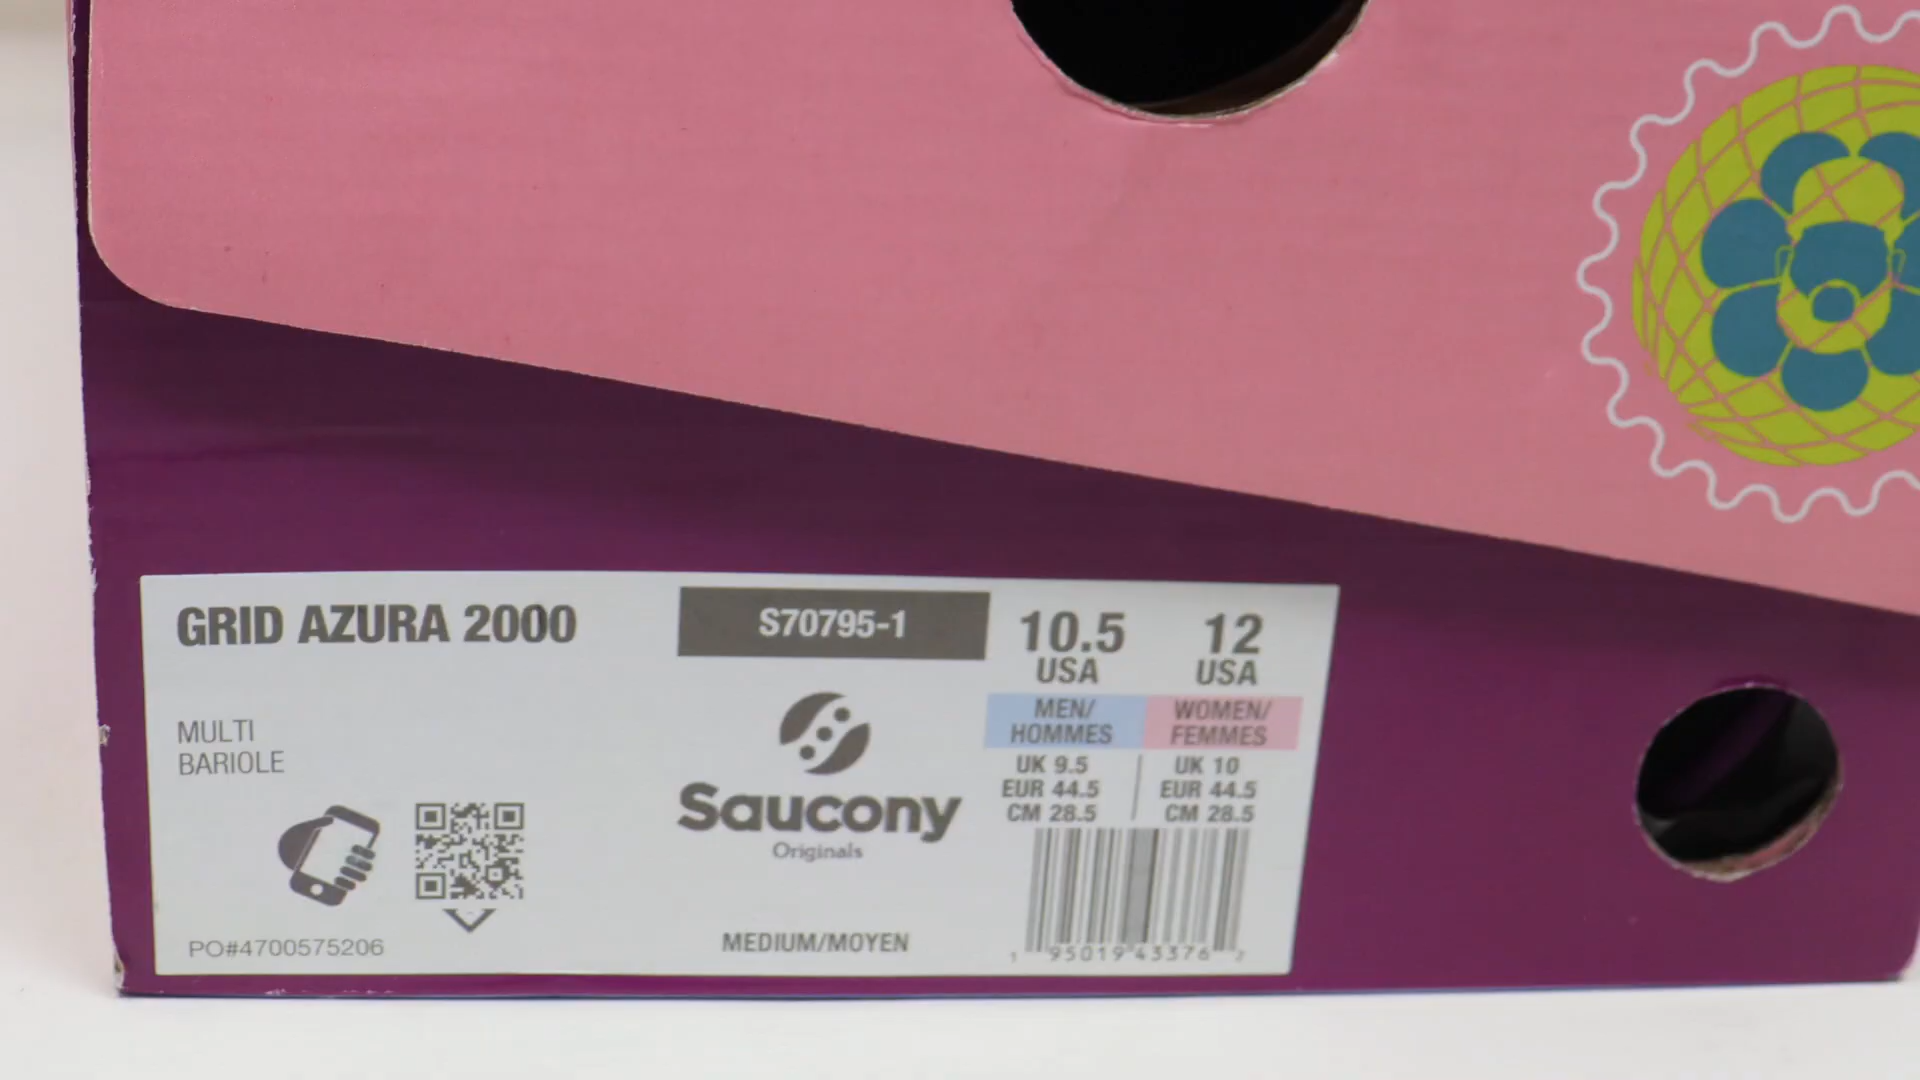 GRID AZURA 2000
S70795-1
MULTI
BARIOLE
PO#4700575206
Saucony
Originals
MEDIUM/MOYEN
10.5 12
USA USA
MEN/ WOMEN/
HOMMES FEMMES
UK 9.5 UK 10
EUR 44.5 EUR 44.5
CM 28.5 CM 28.5
1 95019 43376 2